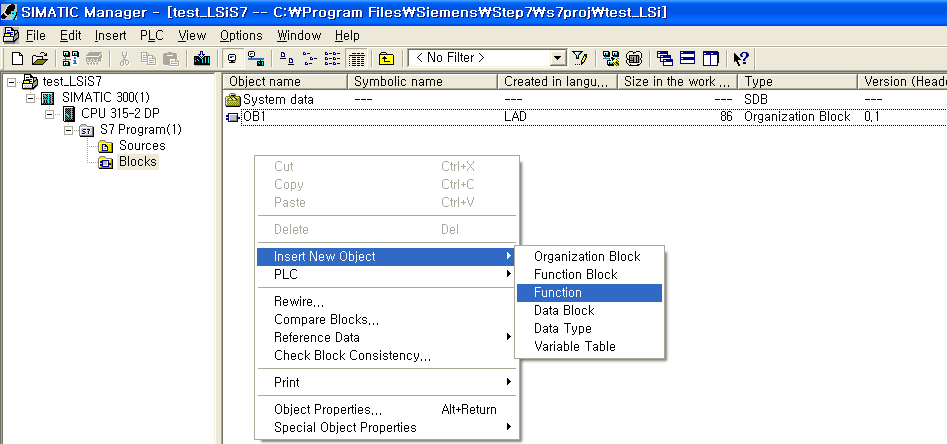 SIMATIC Manager - [test_LSiS7 -- C:₩Program Files₩Siemens₩Step7₩s7proj₩test_LSi]
File Edit Insert PLC View Options Window Help
< No Filter >
test_LSiS7
SIMATIC 300(1)
CPU 315-2 DP
S7 Program(1)
Sources
Blocks
Object name Symbolic name Created in langu... Size in the work ... Type Version (Heade
System data --- --- --- SDB ---
OB1 LAD 86 Organization Block 0.1
Cut Ctrl+X
Copy Ctrl+C
Paste Ctrl+V
Delete Del
Insert New Object
PLC
Rewire...
Compare Blocks...
Reference Data
Check Block Consistency...
Print
Object Properties... Alt+Return
Special Object Properties
Organization Block
Function Block
Function
Data Block
Data Type
Variable Table